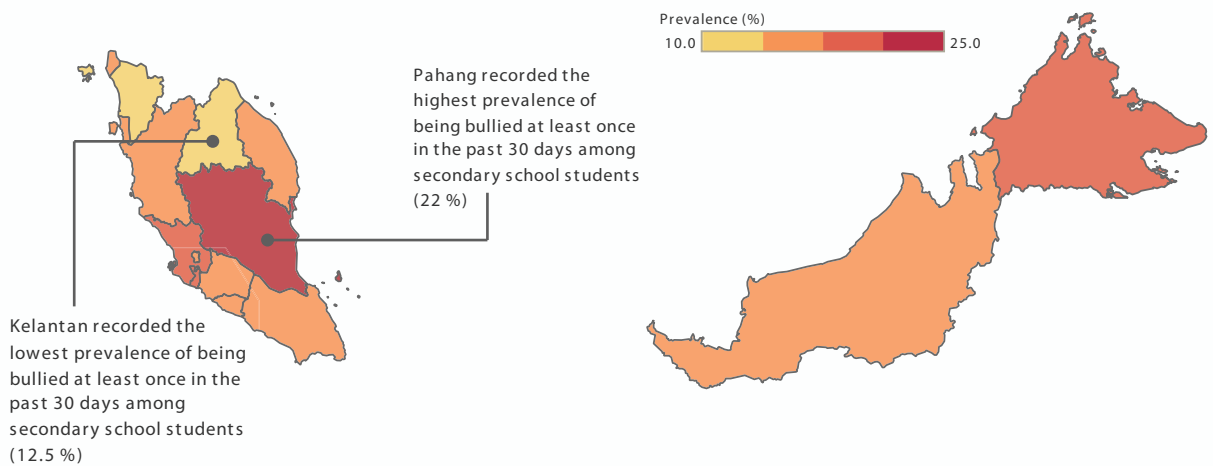 Prevalence (%)
10.0
25.0
Pahang recorded the
highest prevalence of
being bullied at least once
in the past 30 days among
secondary school students
(22 %)
Kelantan recorded the
lowest prevalence of being
bullied at least once in the
past 30 days among
secondary school students
(12.5 %)